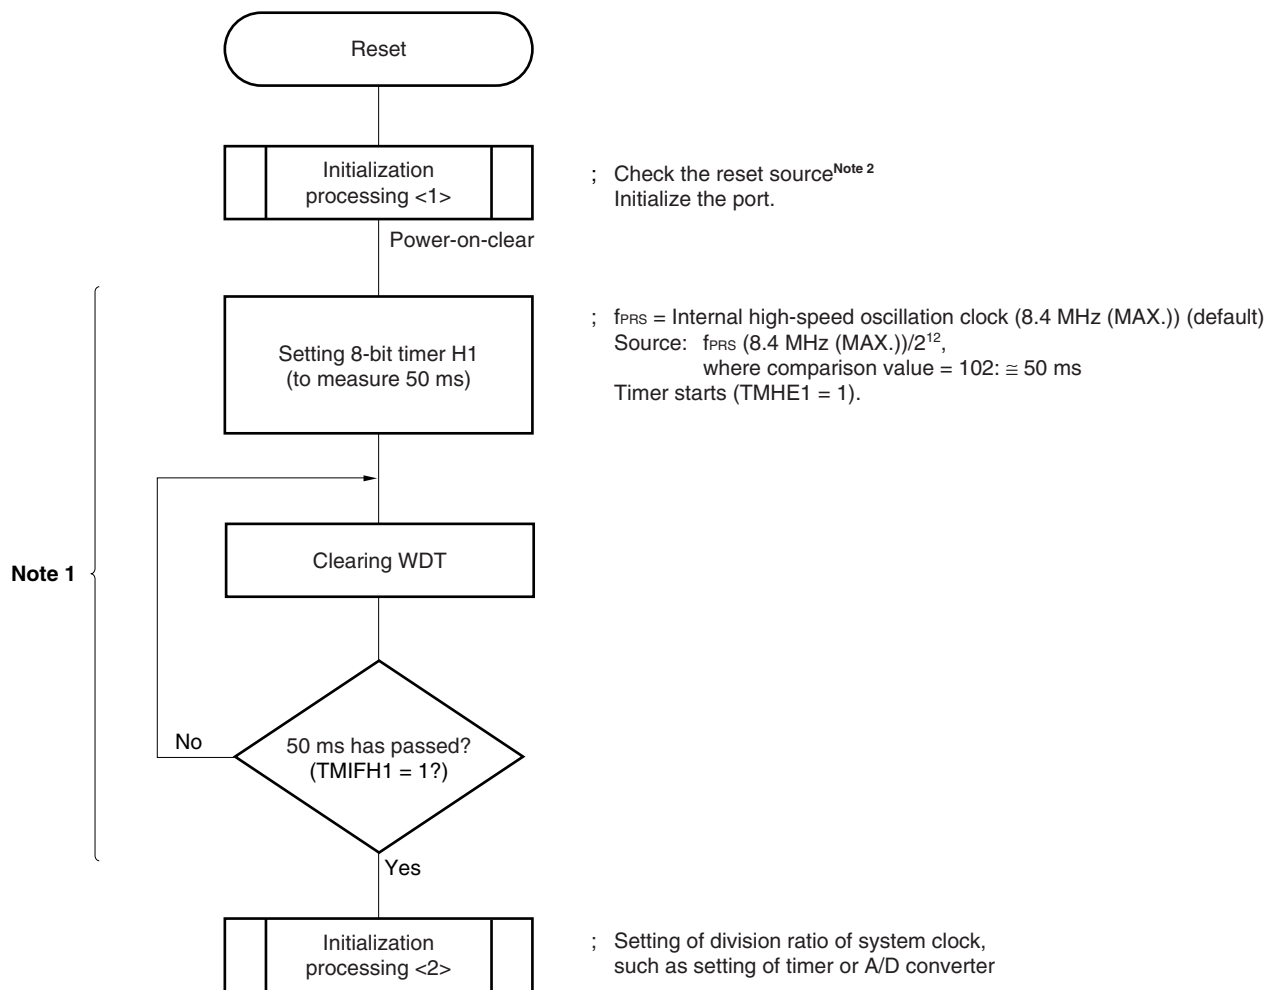 Reset
Initialization
processing <1>
; Check the reset source^Note 2
Initialize the port.
Power-on-clear
Setting 8-bit timer H1
(to measure 50 ms)
; fPRS = Internal high-speed oscillation clock (8.4 MHz (MAX.)) (default)
Source: fPRS (8.4 MHz (MAX.))/2^12,
where comparison value = 102: ≅ 50 ms
Timer starts (TMHE1 = 1).
Clearing WDT
Note 1
No
50 ms has passed?
(TMIFH1 = 1?)
Yes
Initialization
processing <2>
; Setting of division ratio of system clock,
such as setting of timer or A/D converter